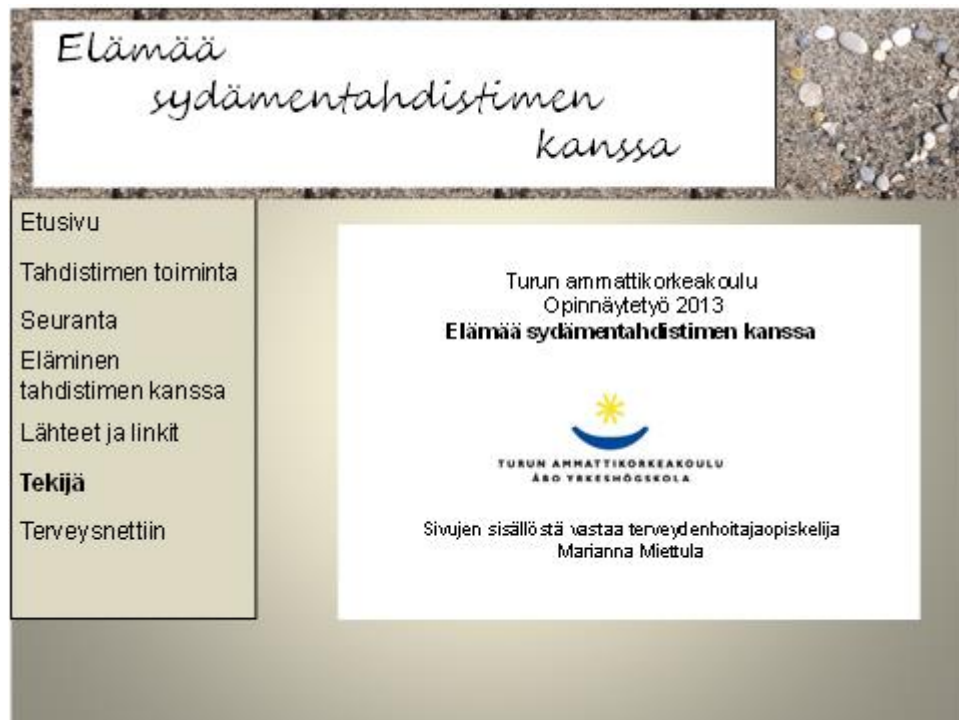 Elämää
sydämentahdistimen
kanssa
Etusivu
Tahdistimen toiminta
Seuranta
Eläminen
tahdistimen kanssa
Lähteet ja linkit
Tekijä
Terveysnettiin
Turun ammattikorkeakoulu
Opinnäytetyö 2013
Elämää sydämentahdistimen kanssa
TURUN AMMATTIKORKEAKOULU
ÅBO YRKESHÖGSKOLA
Sivujen sisällöstä vastaa terveydenhoitajaopiskelija
Marianna Miettula